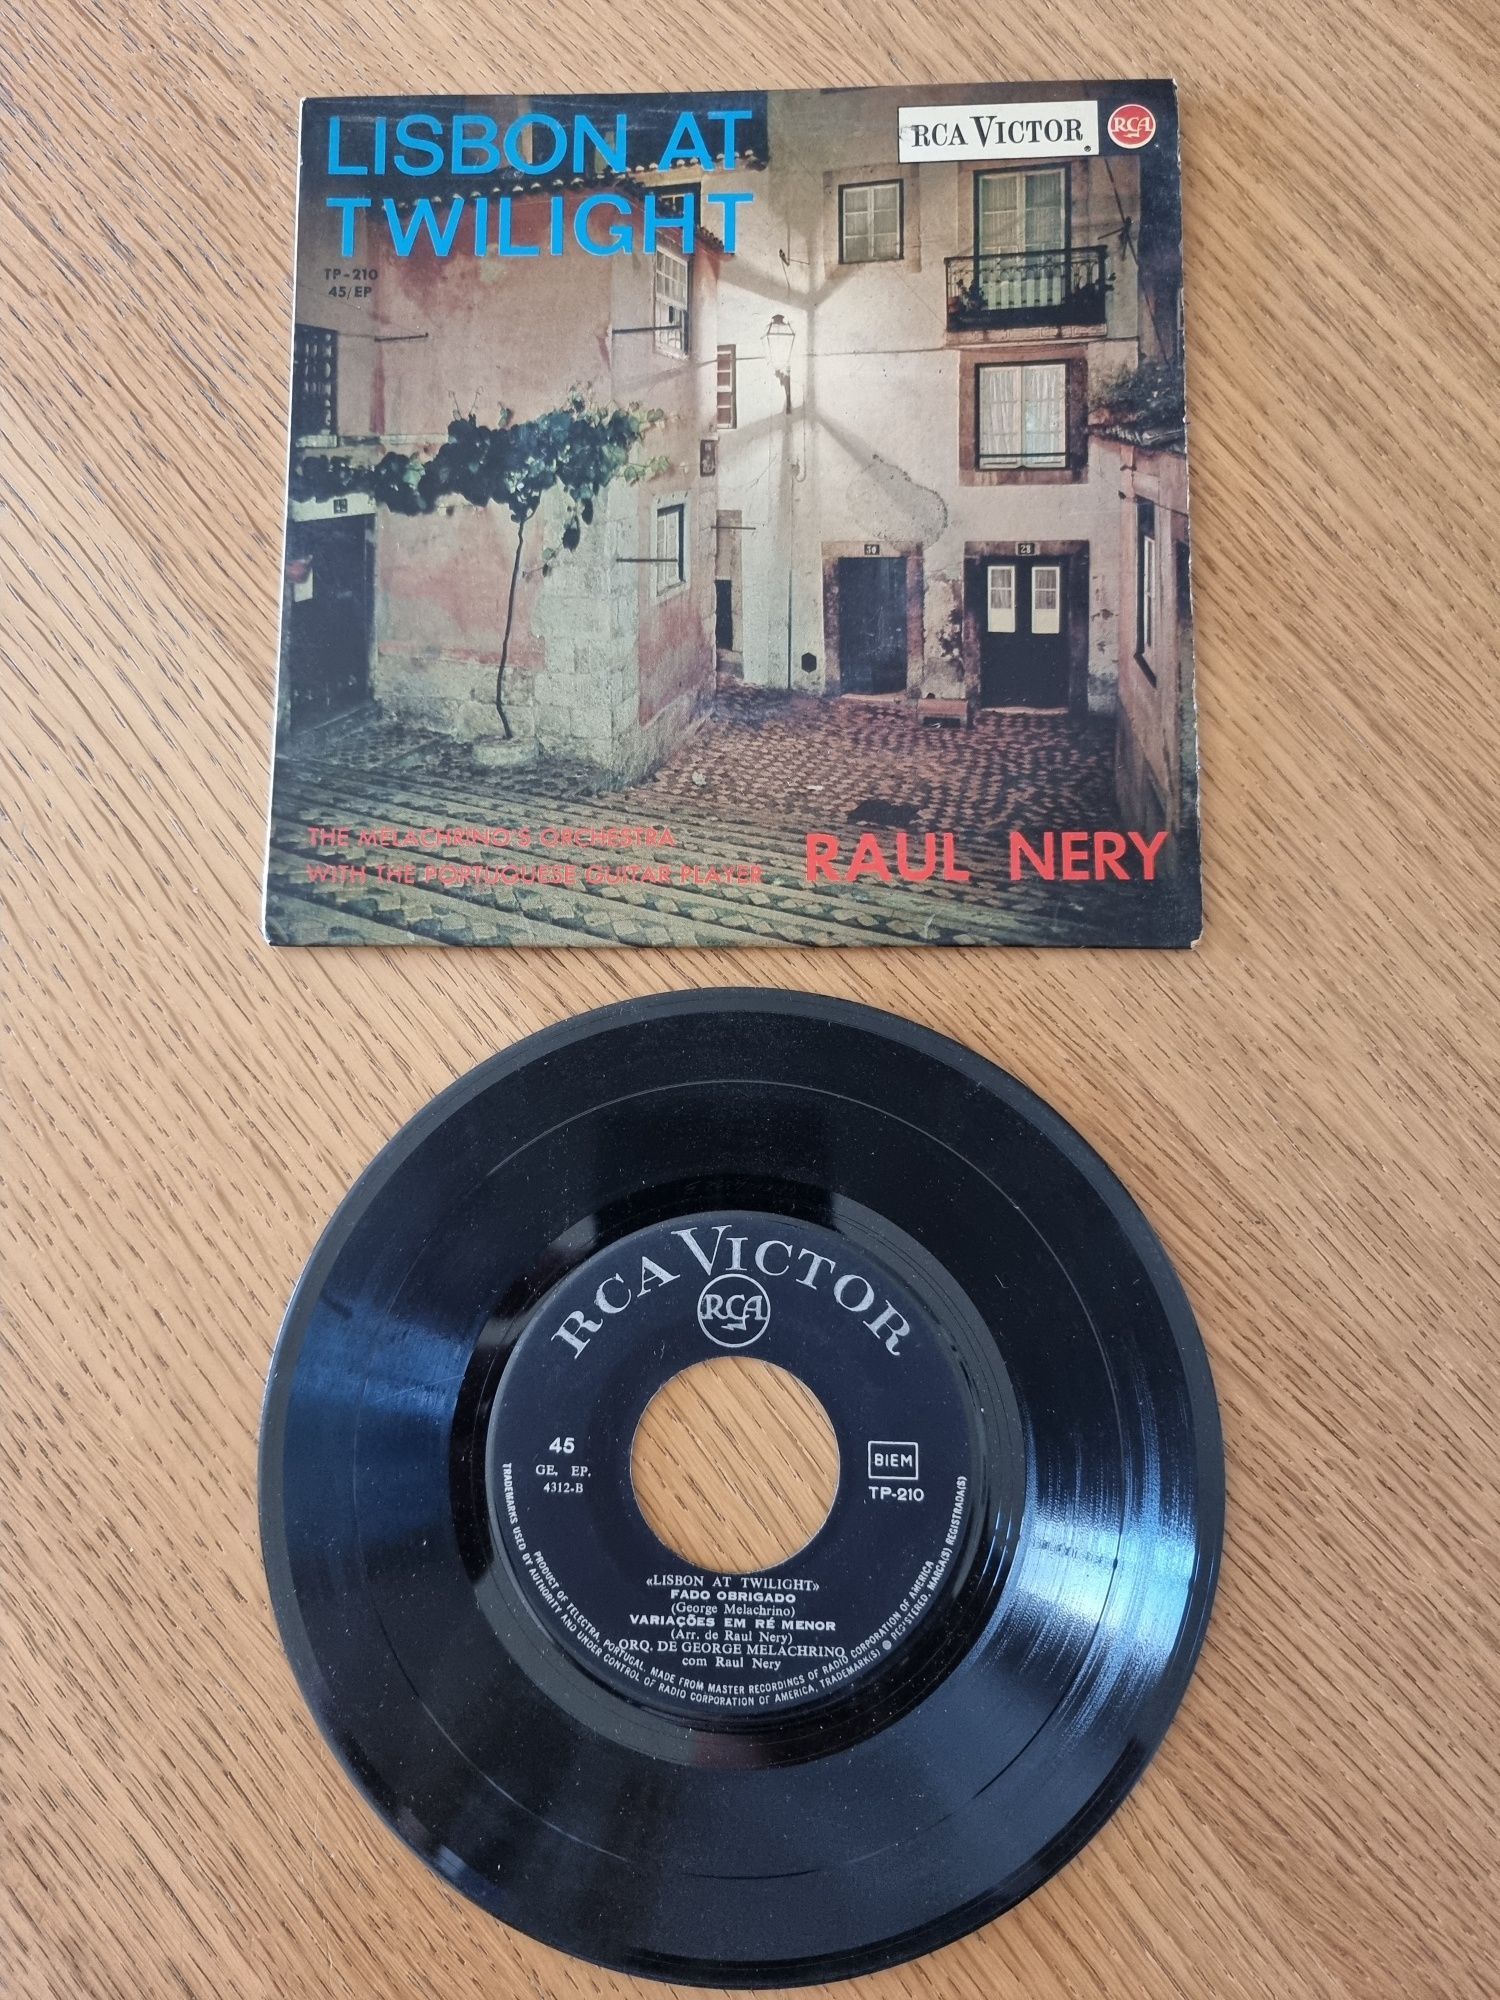 LISBON AT
TWILIGHT
TP-210
45/EP
RCA VICTOR
RCA
42
30
28
THE MELACHRINO'S ORCHESTRA
WITH THE PORTUGUESE GUITAR PLAYER
RAUL NERY
RCA VICTOR
RCA
45
GE. EP.
4312-B
BIEM
TP-210
«LISBON AT TWILIGHT»
FADO OBRIGADO
(George Melachrino)
VARIAÇÕES EM RÉ MENOR
(Arr. de Raul Nery)
ORQ. DE GEORGE MELACHRINO
com Raul Nery
PRODUCT OF TELECTRA, PORTUGAL. MADE FROM MASTER RECORDINGS OF RADIO CORPORATION OF AMERICA
TRADEMARKS USED BY AUTHORITY AND UNDER CONTROL OF RADIO CORPORATION OF AMERICA, TRADEMARK(S) ® REGISTERED, MARCA(S) REGISTRADA(S)